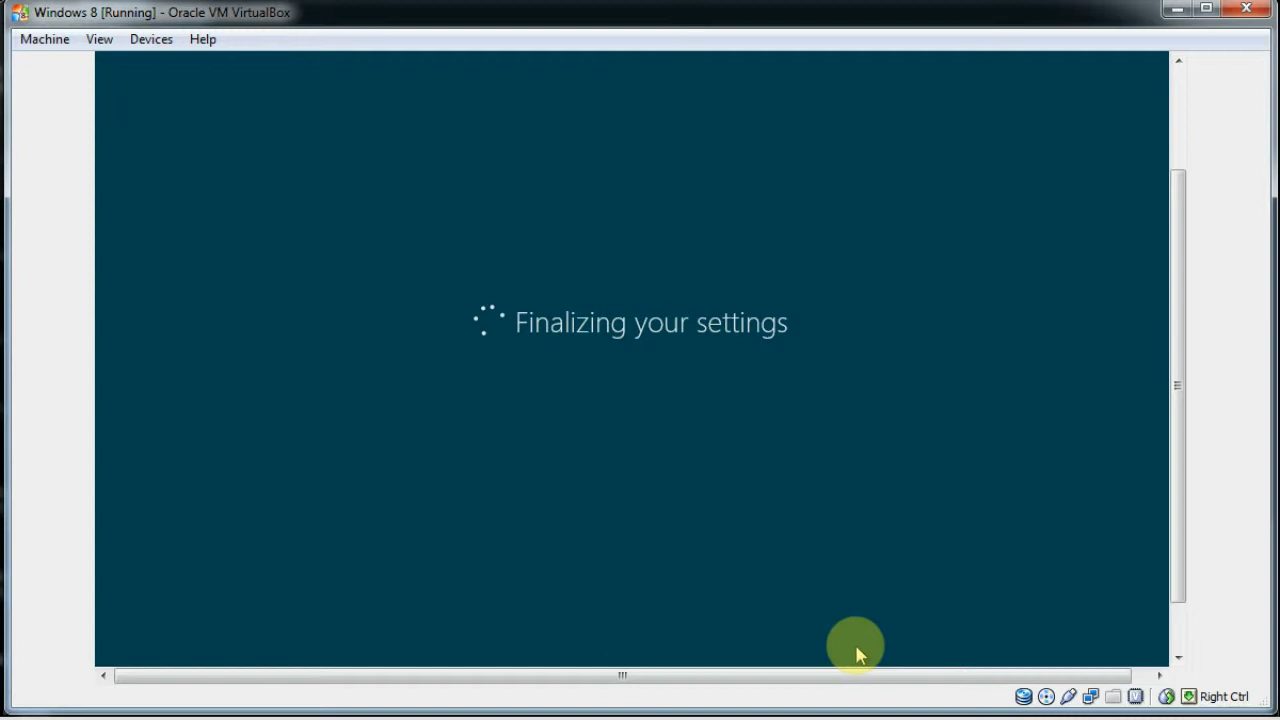 Windows 8 [Running] - Oracle VM VirtualBox
Machine View Devices Help
Finalizing your settings
Right Ctrl